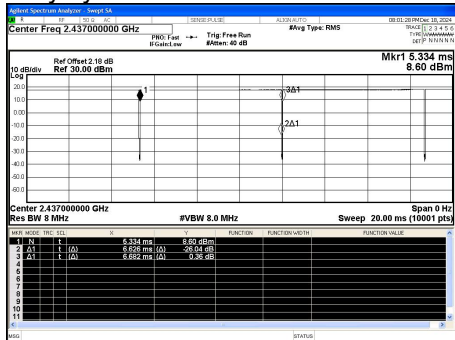 Agilent Spectrum Analyzer - Swept SA
R RF 50 Ω AC SENSE:PULSE ALIGN AUTO 08:01:28 PM Dec 18, 2024
Center Freq 2.437000000 GHz #Avg Type: RMS TRACE 1 2 3 4 5 6
PNO: Fast Trig: Free Run TYPE
IFGain:Low #Atten: 40 dB DET P N N N N N
Mkr1 5.334 ms
Ref Offset 2.18 dB
10 dB/div Ref 30.00 dBm 8.60 dBm
Log
20.0
1
3Δ1
10.0
0.00
-10.0
2Δ1
-20.0
-30.0
-40.0
-50.0
-60.0
Center 2.437000000 GHz Span 0 Hz
Res BW 8 MHz #VBW 8.0 MHz Sweep 20.00 ms (10001 pts)
MKR MODE TRC SCL X Y FUNCTION FUNCTION WIDTH FUNCTION VALUE
1 N t 5.334 ms 8.60 dBm
2 Δ1 t (Δ) 6.626 ms (Δ) -26.04 dB
3 Δ1 t (Δ) 6.682 ms (Δ) 0.36 dB
4
5
6
7
8
9
10
11
MSG STATUS